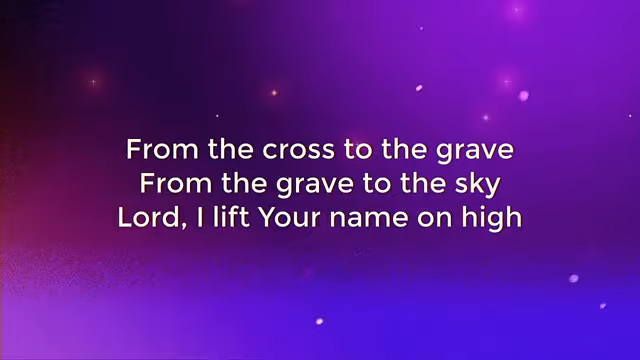 From the cross to the grave
From the grave to the sky
Lord, I lift Your name on high